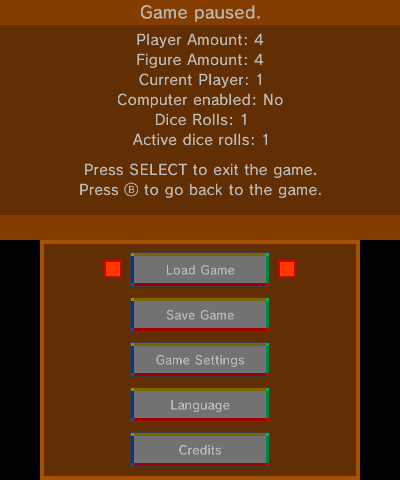 Game paused.
Player Amount: 4
Figure Amount: 4
Current Player: 1
Computer enabled: No
Dice Rolls: 1
Active dice rolls: 1
Press SELECT to exit the game.
Press Ⓑ to go back to the game.
Load Game
Save Game
Game Settings
Language
Credits